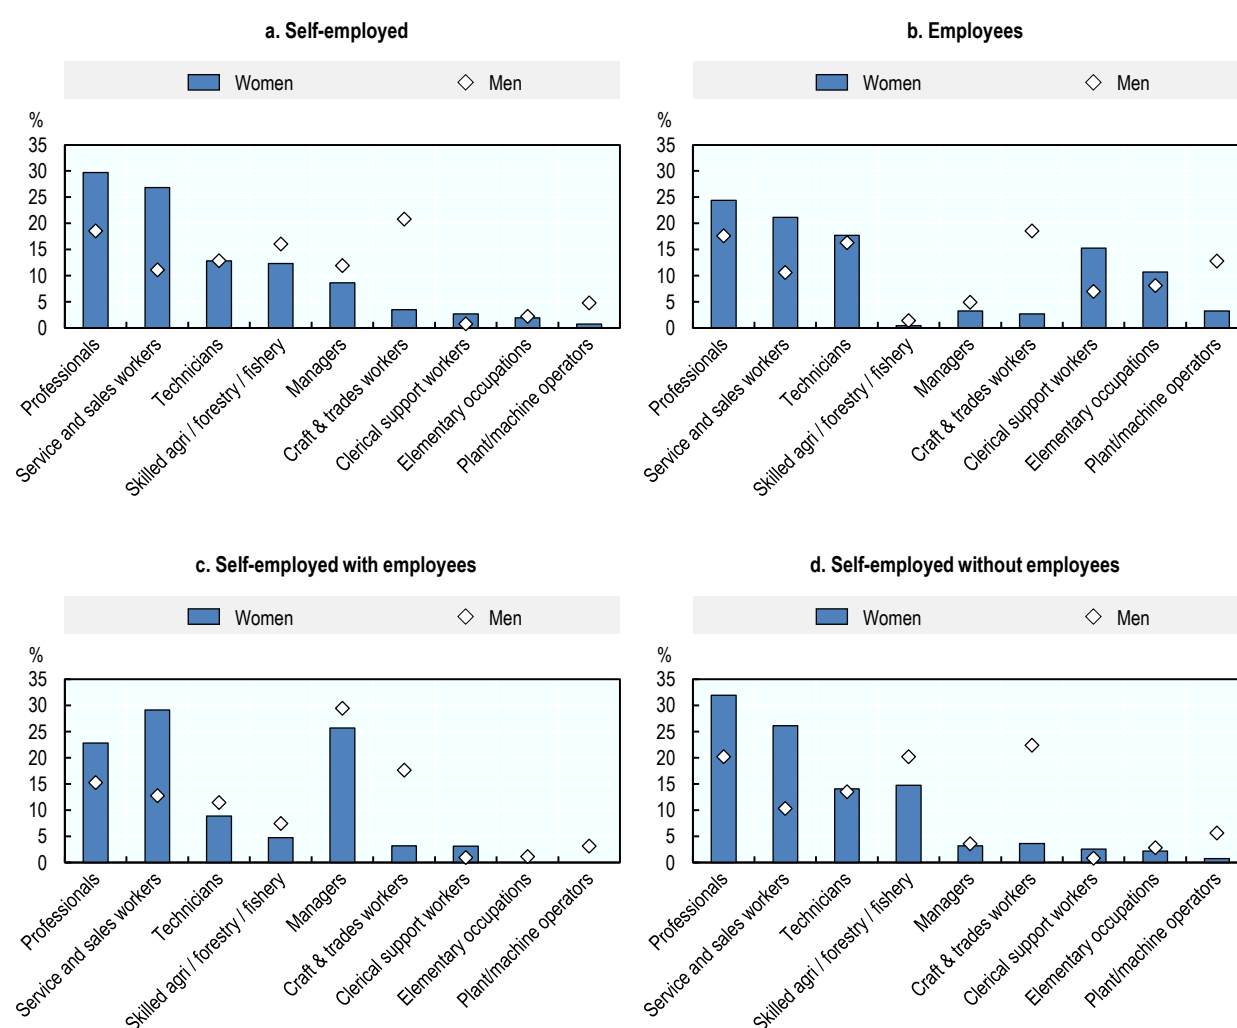 a. Self-employed
Women
Men
%
35
30
25
20
15
10
5
0
Professionals
Service and sales workers
Technicians
Skilled agri / forestry / fishery
Managers
Craft & trades workers
Clerical support workers
Elementary occupations
Plant/machine operators
b. Employees
Women
Men
%
35
30
25
20
15
10
5
0
Professionals
Service and sales workers
Technicians
Skilled agri / forestry / fishery
Managers
Craft & trades workers
Clerical support workers
Elementary occupations
Plant/machine operators
c. Self-employed with employees
Women
Men
%
35
30
25
20
15
10
5
0
Professionals
Service and sales workers
Technicians
Skilled agri / forestry / fishery
Managers
Craft & trades workers
Clerical support workers
Elementary occupations
Plant/machine operators
d. Self-employed without employees
Women
Men
%
35
30
25
20
15
10
5
0
Professionals
Service and sales workers
Technicians
Skilled agri / forestry / fishery
Managers
Craft & trades workers
Clerical support workers
Elementary occupations
Plant/machine operators